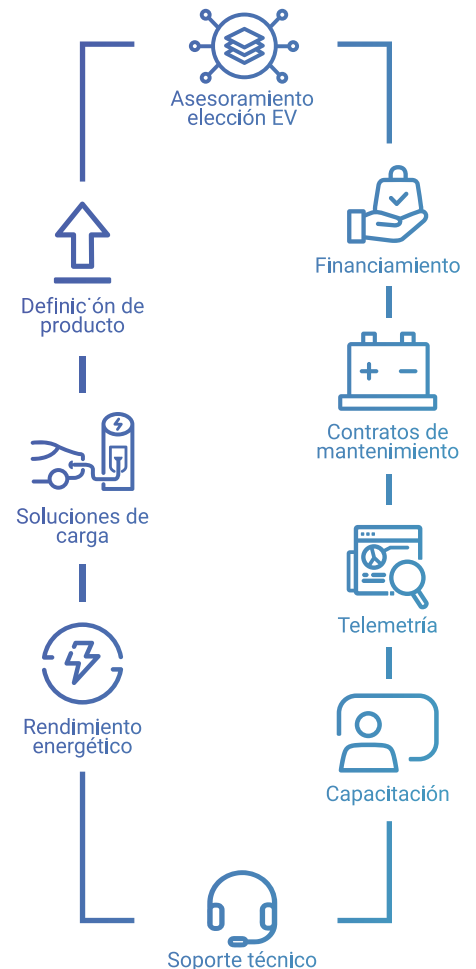 Asesoramiento
elección EV
Financiamiento
Definic´ón de
producto
Contratos de
mantenimiento
Soluciones de
carga
Telemetría
Rendimiento
energético
Capacitación
Soporte técnico